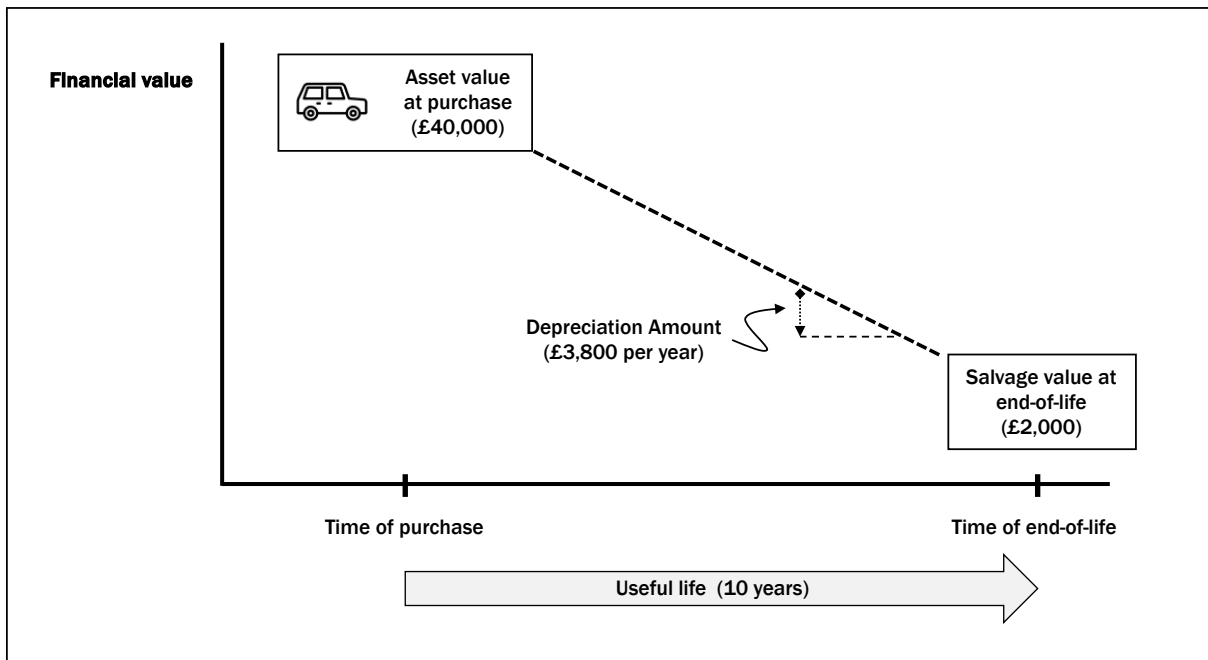 Financial value
Asset value
at purchase
(£40,000)
Depreciation Amount
(£3,800 per year)
Salvage value at
end-of-life
(£2,000)
Time of purchase
Time of end-of-life
Useful life (10 years)